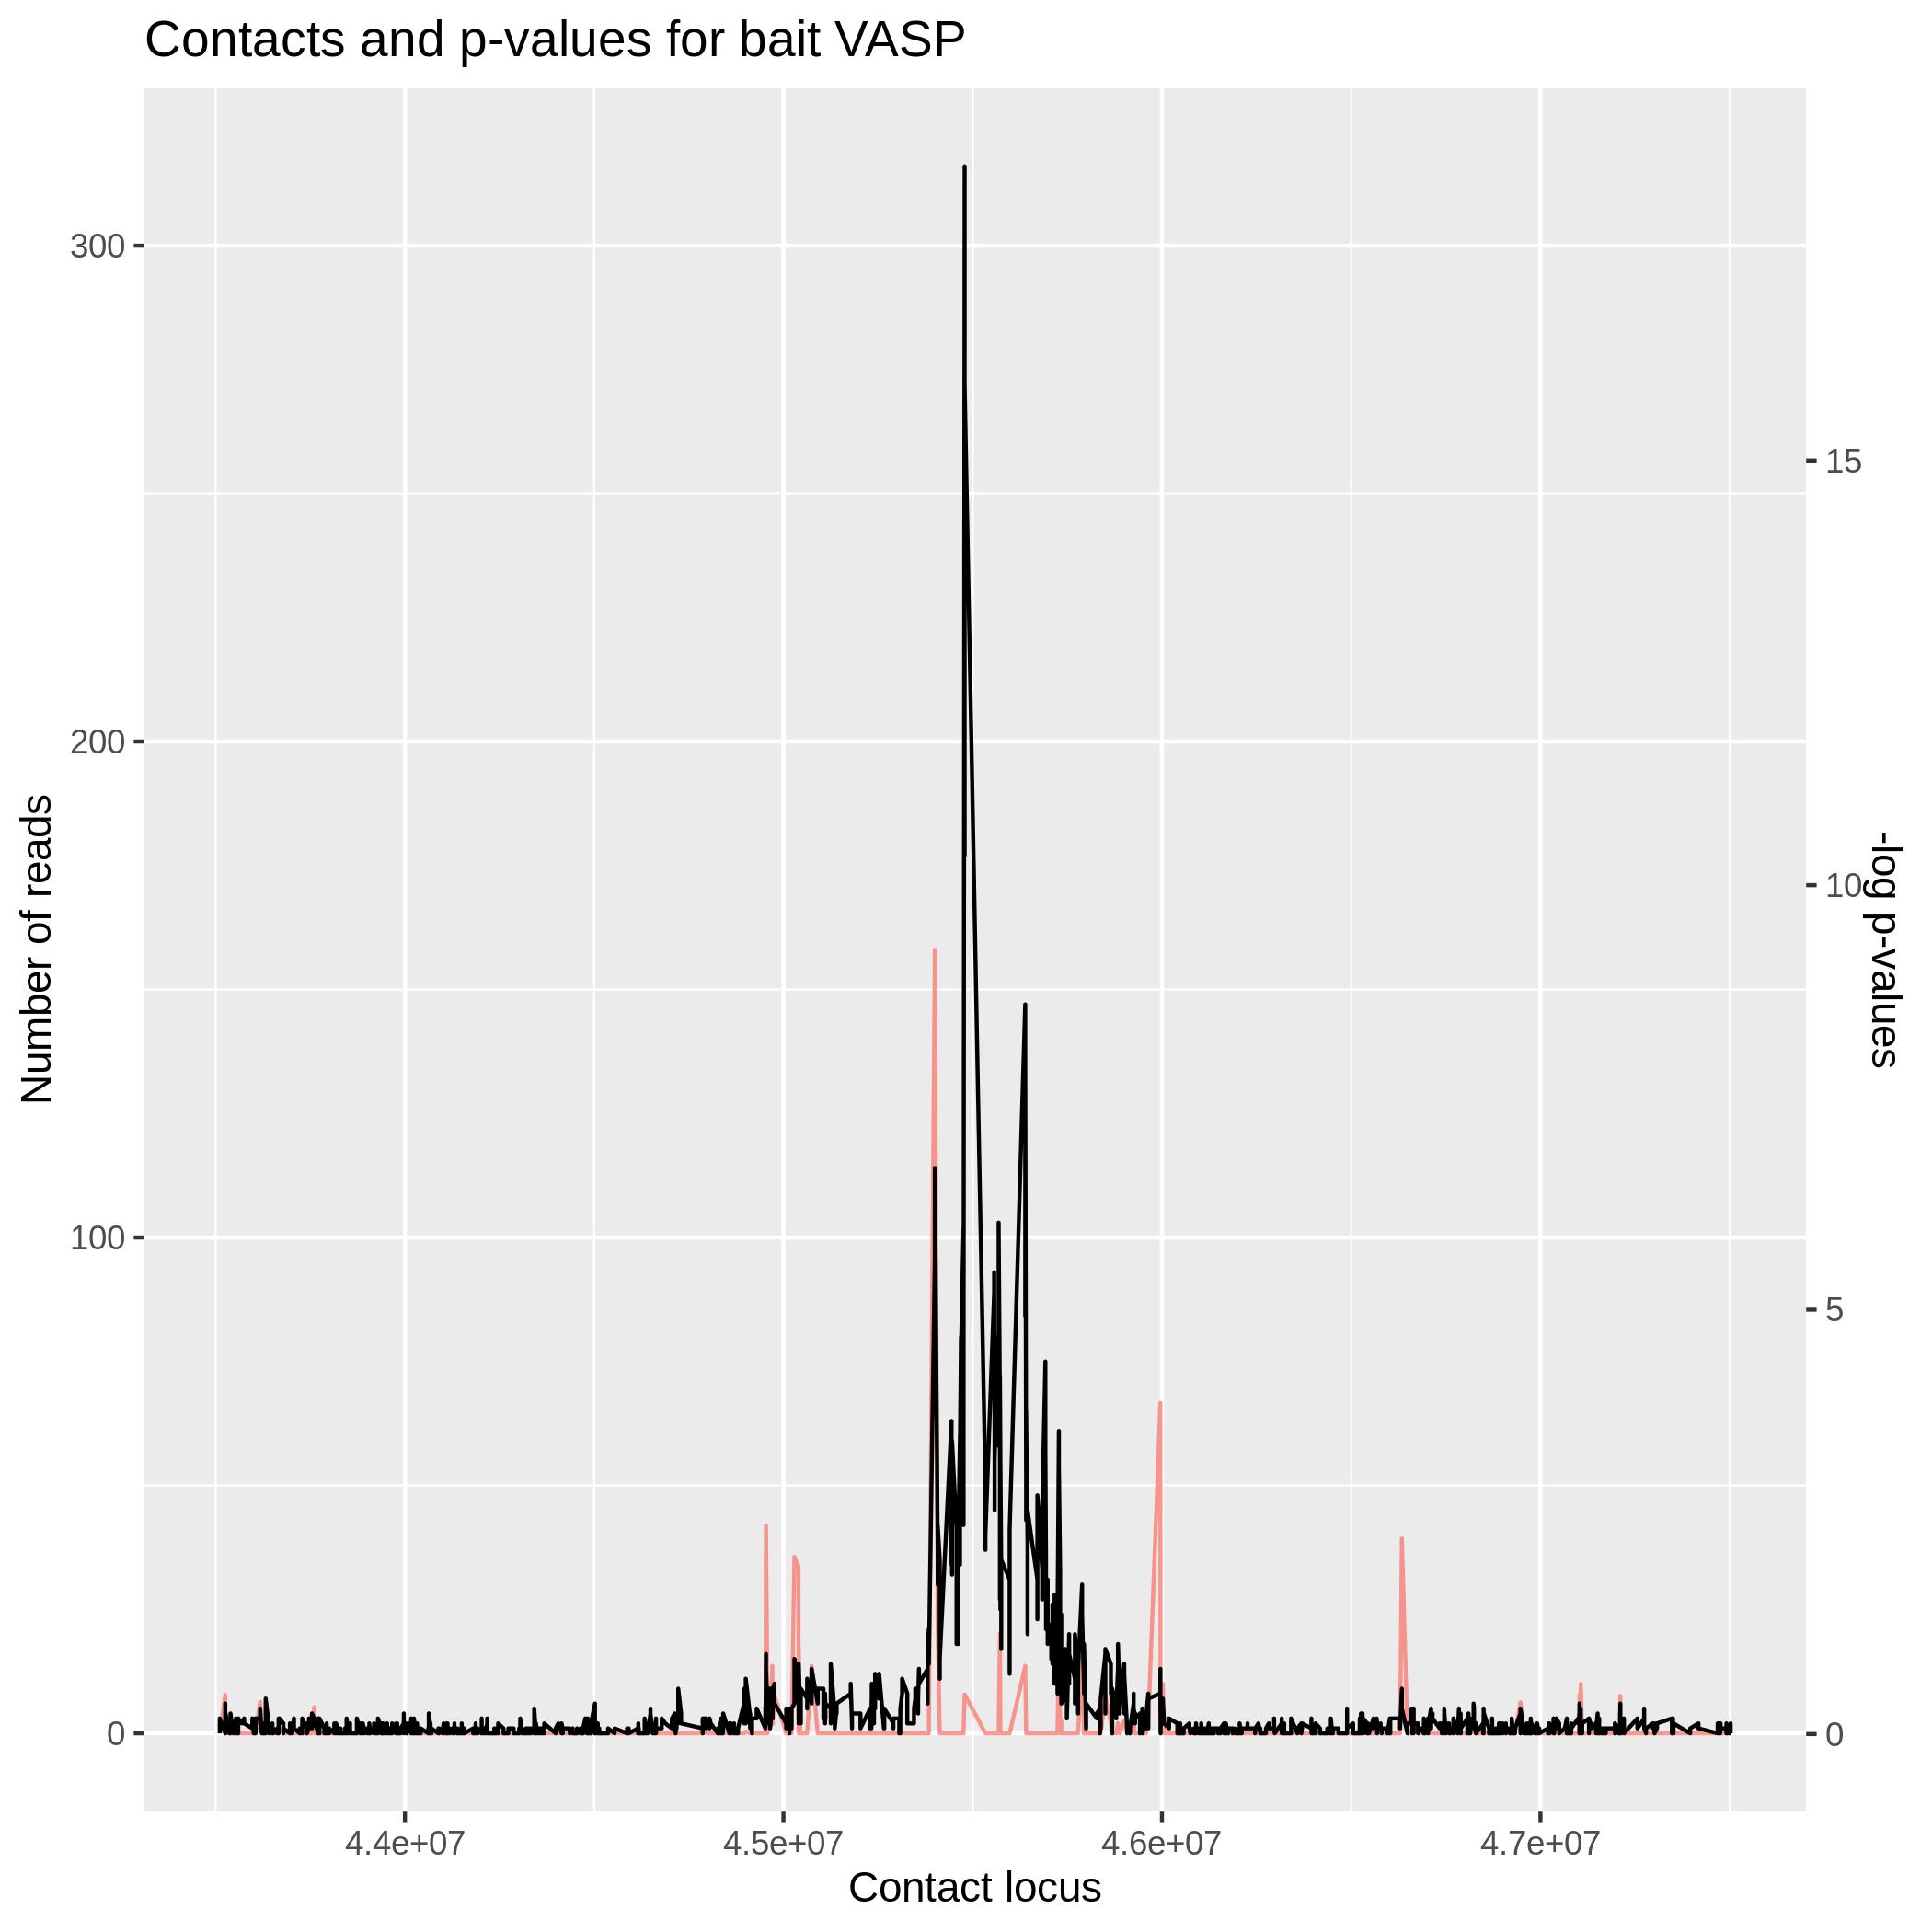 Contacts and p-values for bait VASP
300
200
100
0
Number of reads
15
10
5
0
-log p-values
4.4e+07
4.5e+07
4.6e+07
4.7e+07
Contact locus